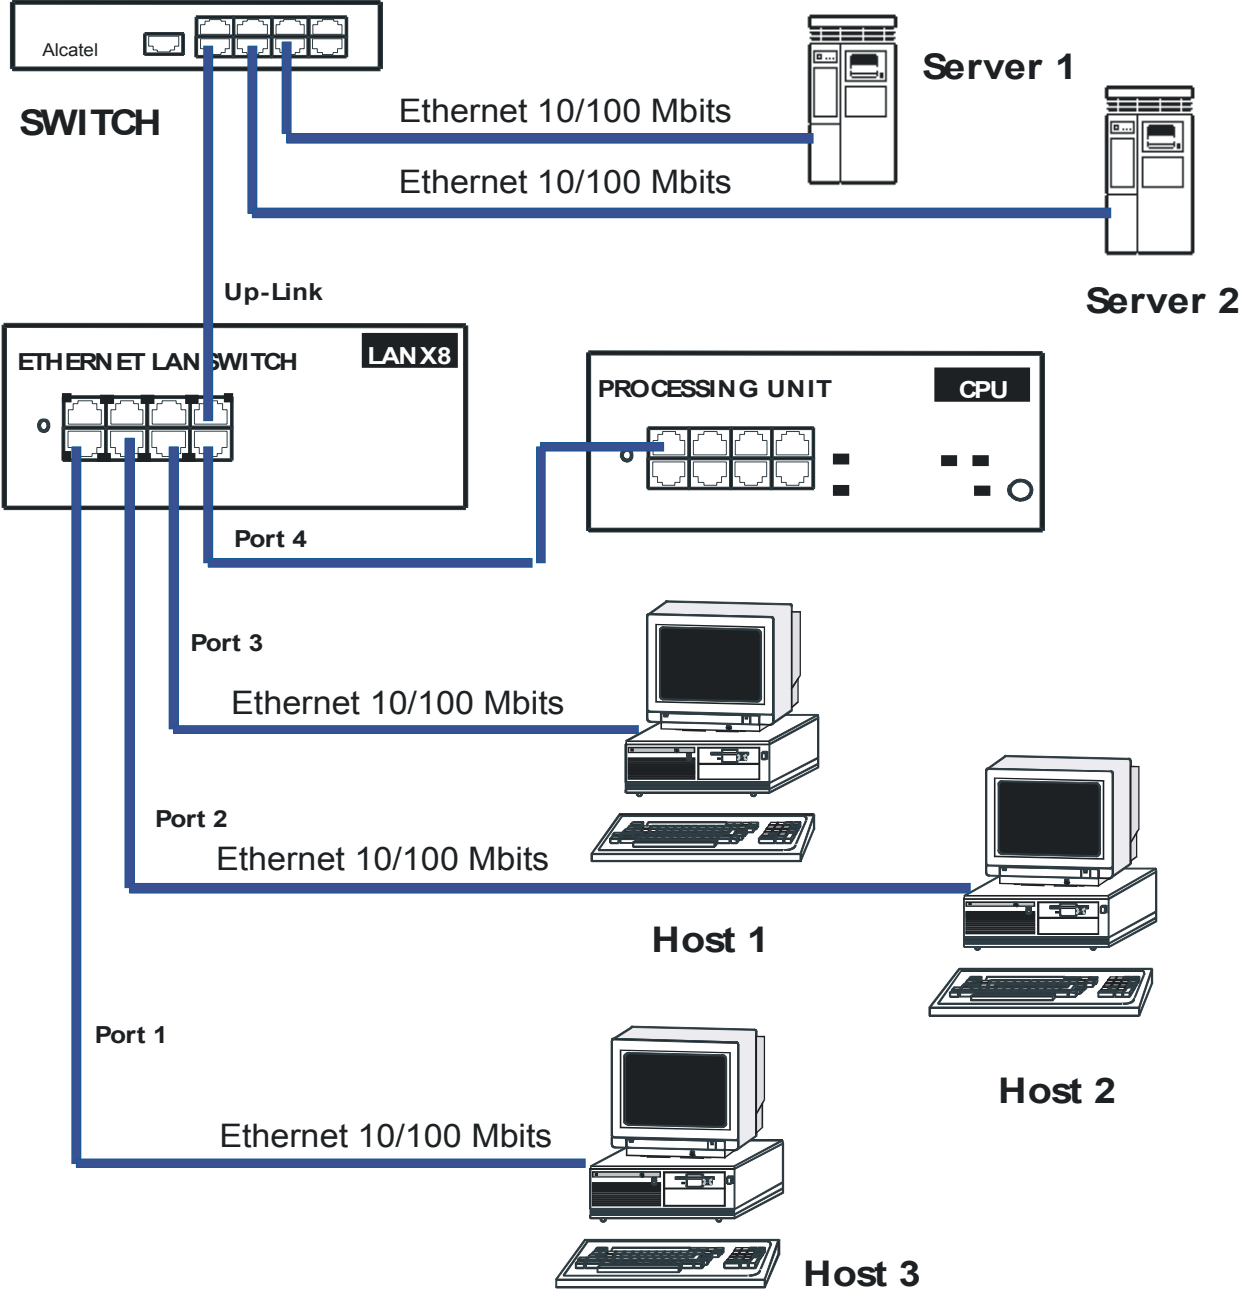 Alcatel
SWITCH
Server 1
Ethernet 10/100 Mbits
Ethernet 10/100 Mbits
Server 2
Up-Link
ETHERNET LAN SWITCH
LANX8
PROCESSING UNIT
CPU
Port 4
Port 3
Ethernet 10/100 Mbits
Port 2
Ethernet 10/100 Mbits
Host 1
Port 1
Host 2
Ethernet 10/100 Mbits
Host 3